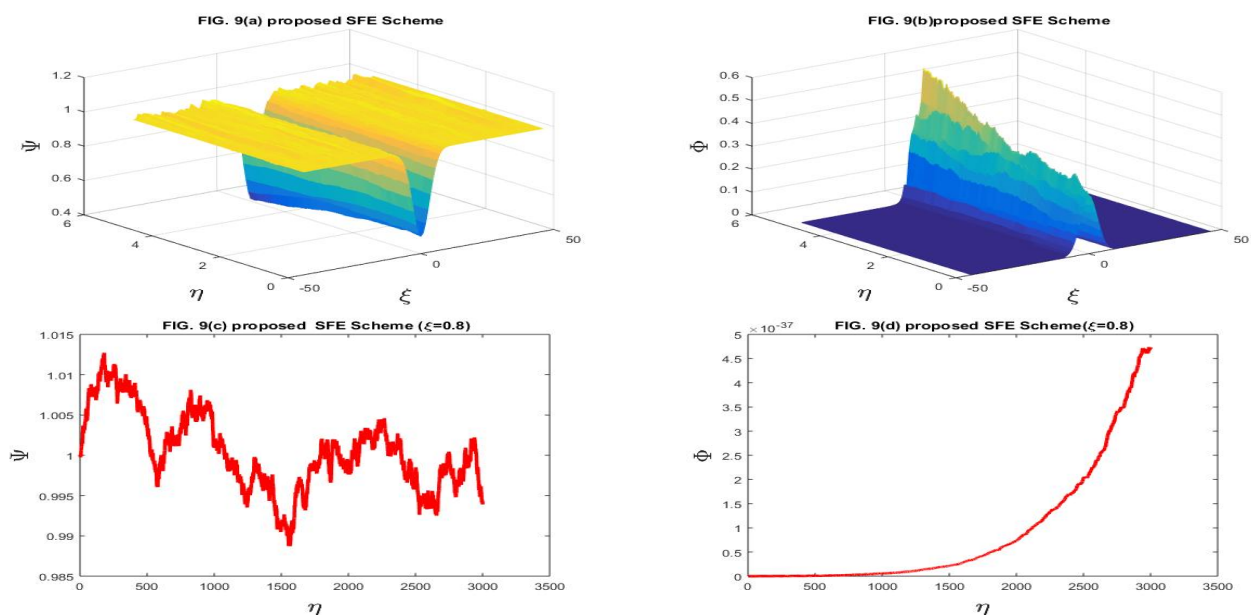 FIG. 9(a) proposed SFE Scheme
1.2
1
0.8
0.6
0.4
Ψ
6
4
2
0
η
-50
0
50
ξ
FIG. 9(b)proposed SFE Scheme
0.6
0.5
0.4
0.3
0.2
0.1
0
Φ
6
4
2
0
η
-50
0
50
ξ
FIG. 9(c) proposed SFE Scheme (ξ=0.8)
1.015
1.01
1.005
1
0.995
0.99
0.985
Ψ
0 500 1000 1500 2000 2500 3000 3500
η
FIG. 9(d) proposed SFE Scheme(ξ=0.8)
×10-37
5
4.5
4
3.5
3
2.5
2
1.5
1
0.5
0
Φ
0 500 1000 1500 2000 2500 3000 3500
η